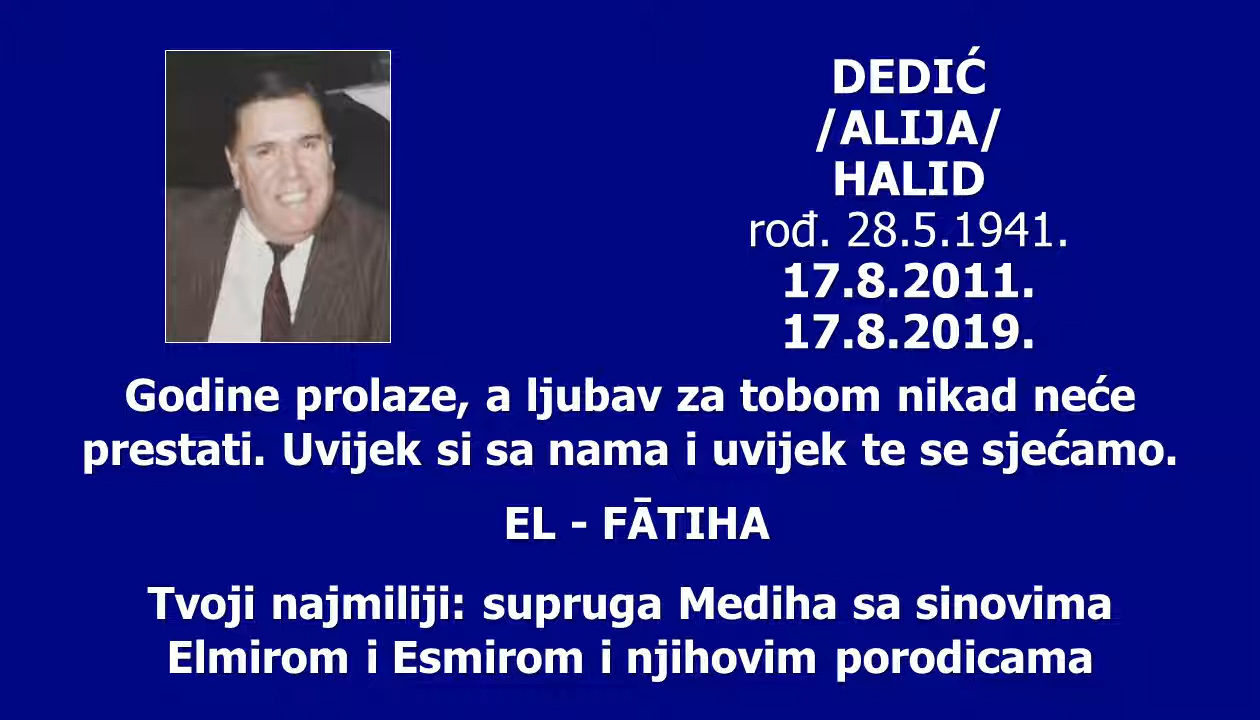 DEDIĆ
/ALIJA/
HALID
rođ. 28.5.1941.
17.8.2011.
17.8.2019.
Godine prolaze, a ljubav za tobom nikad neće
prestati. Uvijek si sa nama i uvijek te se sjećamo.
EL - FĀTIHA
Tvoji najmiliji: supruga Mediha sa sinovima
Elmirom i Esmirom i njihovim porodicama